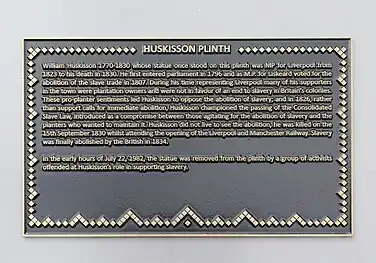 HUSKISSON PLINTH
William Huskisson 1770-1830 whose statue once stood on this plinth was MP for Liverpool from
1823 to his death in 1830. He first entered parliament in 1796 and as M.P. for Liskeard voted for the
abolition of the slave trade in 1807. During his time representing Liverpool many of his supporters
in the town were plantation owners and were not in favour of an end to slavery in Britain's colonies.
These pro-planter sentiments led Huskisson to oppose the abolition of slavery; and in 1826, rather
than support calls for immediate abolition, Huskisson championed the passing of the Consolidated
Slave Law, introduced as a compromise between those agitating for the abolition of slavery and the
planters who wanted to maintain it. Huskisson did not live to see the abolition, he was killed on the
15th September 1830 whilst attending the opening of the Liverpool and Manchester Railway. Slavery
was finally abolished by the British in 1834.
In the early hours of July 22, 1982, the statue was removed from the plinth by a group of activists
offended at Huskisson's role in supporting slavery.